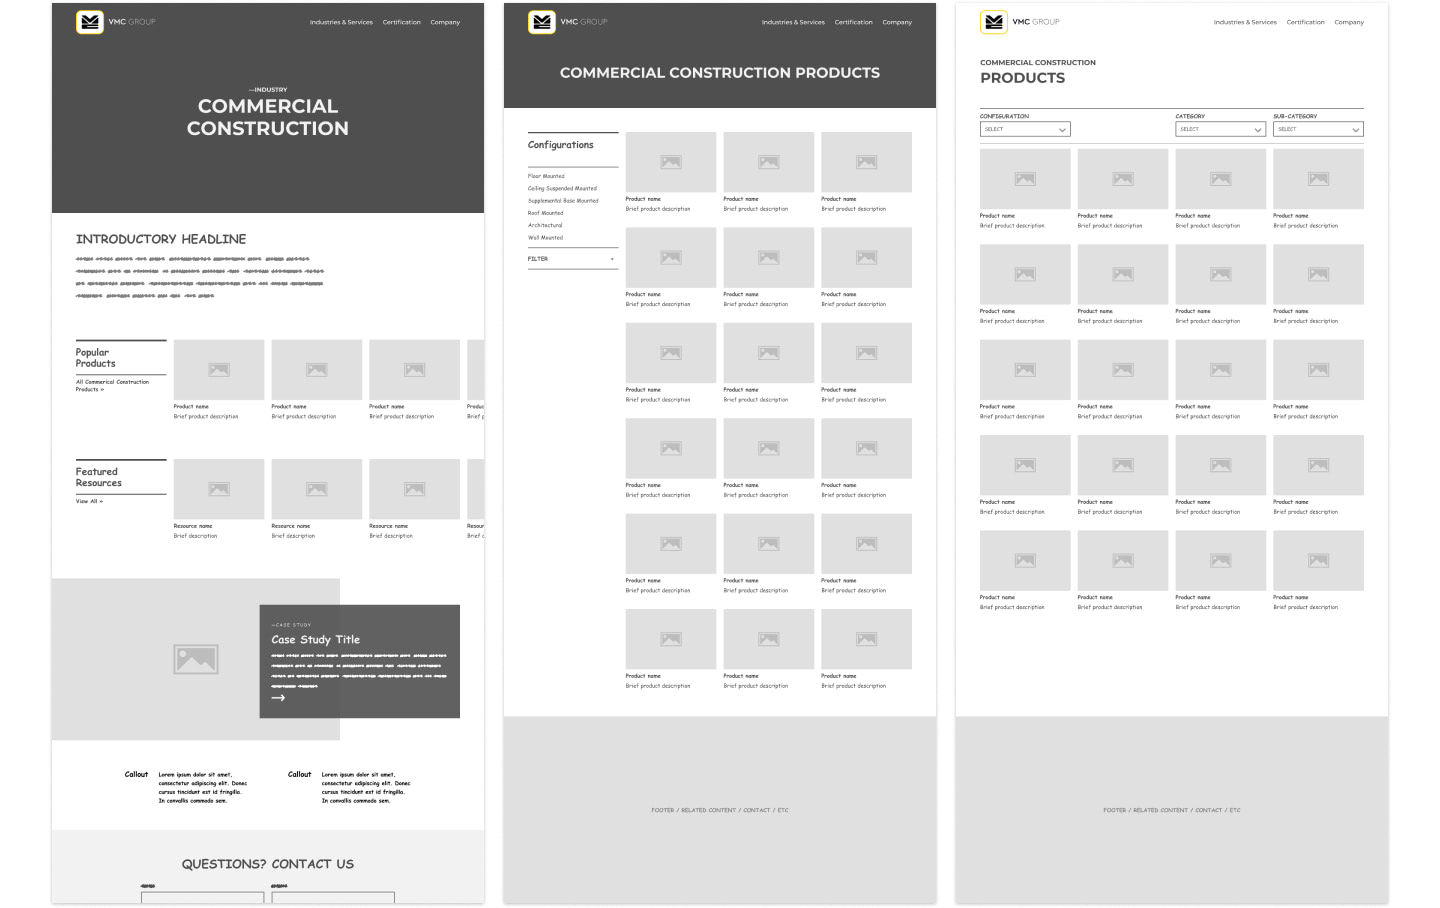 VMC GROUP
Industries & Services Certification Company
—INDUSTRY
COMMERCIAL
CONSTRUCTION
INTRODUCTORY HEADLINE
Popular
Products
All Commerical Construction
Products »
Product name Product name Product name Produc
Brief product description Brief product description Brief product description Brief p
Featured
Resources
View All »
Resource name Resource name Resource name Resour
Brief description Brief description Brief description Brief d
—CASE STUDY
Case Study Title
Callout
Lorem ipsum dolor sit amet,
consectetur adipiscing elit. Donec
cursus tincidunt est id fringilla.
In convallis commodo sem.
Callout
Lorem ipsum dolor sit amet,
consectetur adipiscing elit. Donec
cursus tincidunt est id fringilla.
In convallis commodo sem.
QUESTIONS? CONTACT US
VMC GROUP
Industries & Services Certification Company
COMMERCIAL CONSTRUCTION PRODUCTS
Configurations
Floor Mounted
Ceiling Suspended Mounted
Supplemental Base Mounted
Roof Mounted
Architectural
Wall Mounted
FILTER
Product name Product name Product name
Brief product description Brief product description Brief product description
Product name Product name Product name
Brief product description Brief product description Brief product description
Product name Product name Product name
Brief product description Brief product description Brief product description
Product name Product name Product name
Brief product description Brief product description Brief product description
Product name Product name Product name
Brief product description Brief product description Brief product description
Product name Product name Product name
Brief product description Brief product description Brief product description
FOOTER / RELATED CONTENT / CONTACT / ETC
VMC GROUP
Industries & Services Certification Company
COMMERCIAL CONSTRUCTION
PRODUCTS
CONFIGURATION CATEGORY SUB-CATEGORY
SELECT SELECT SELECT
Product name Product name Product name Product name
Brief product description Brief product description Brief product description Brief product description
Product name Product name Product name Product name
Brief product description Brief product description Brief product description Brief product description
Product name Product name Product name Product name
Brief product description Brief product description Brief product description Brief product description
Product name Product name Product name Product name
Brief product description Brief product description Brief product description Brief product description
Product name Product name Product name Product name
Brief product description Brief product description Brief product description Brief product description
FOOTER / RELATED CONTENT / CONTACT / ETC